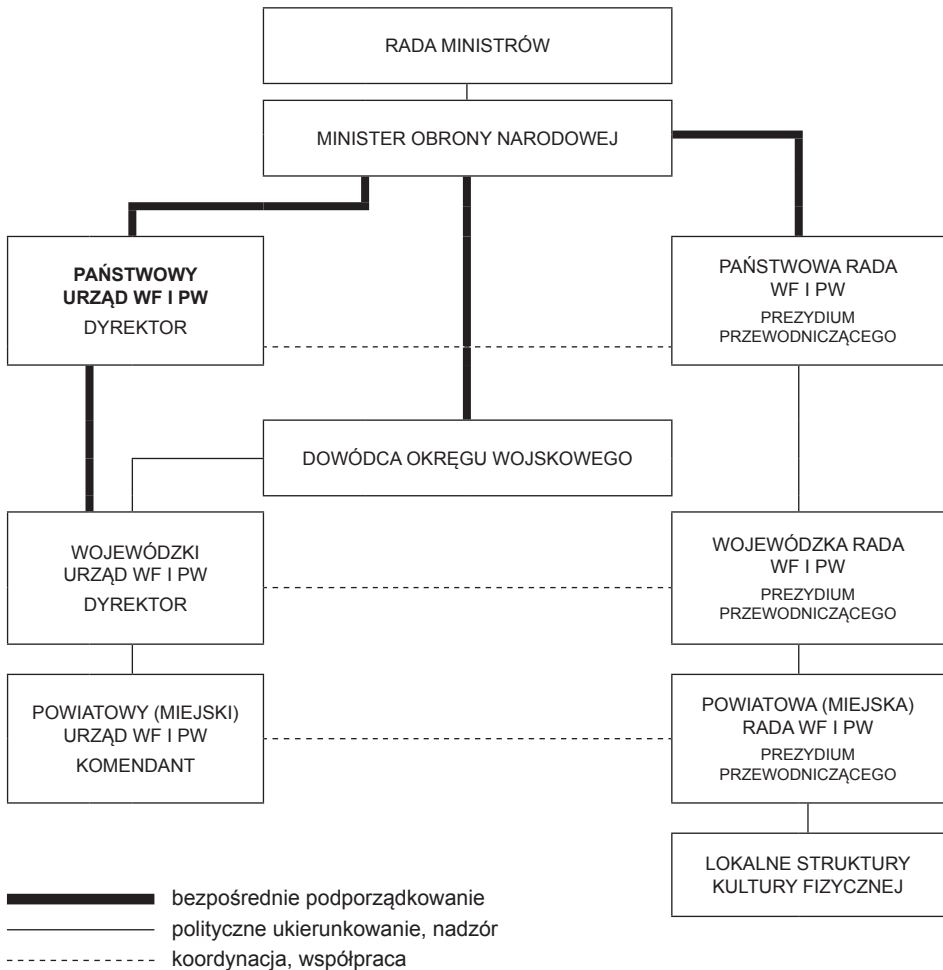 RADA MINISTRÓW
MINISTER OBRONY NARODOWEJ
PAŃSTWOWY
URZĄD WF I PW
DYREKTOR
PAŃSTWOWA RADA
WF I PW
PREZYDIUM
PRZEWODNICZĄCEGO
DOWÓDCA OKRĘGU WOJSKOWEGO
WOJEWÓDZKI
URZĄD WF I PW
DYREKTOR
WOJEWÓDZKA RADA
WF I PW
PREZYDIUM
PRZEWODNICZĄCEGO
POWIATOWY (MIEJSKI)
URZĄD WF I PW
KOMENDANT
POWIATOWA (MIEJSKA)
RADA WF I PW
PREZYDIUM
PRZEWODNICZĄCEGO
LOKALNE STRUKTURY
KULTURY FIZYCZNEJ
bezpośrednie podporządkowanie
polityczne ukierunkowanie, nadzór
koordynacja, współpraca